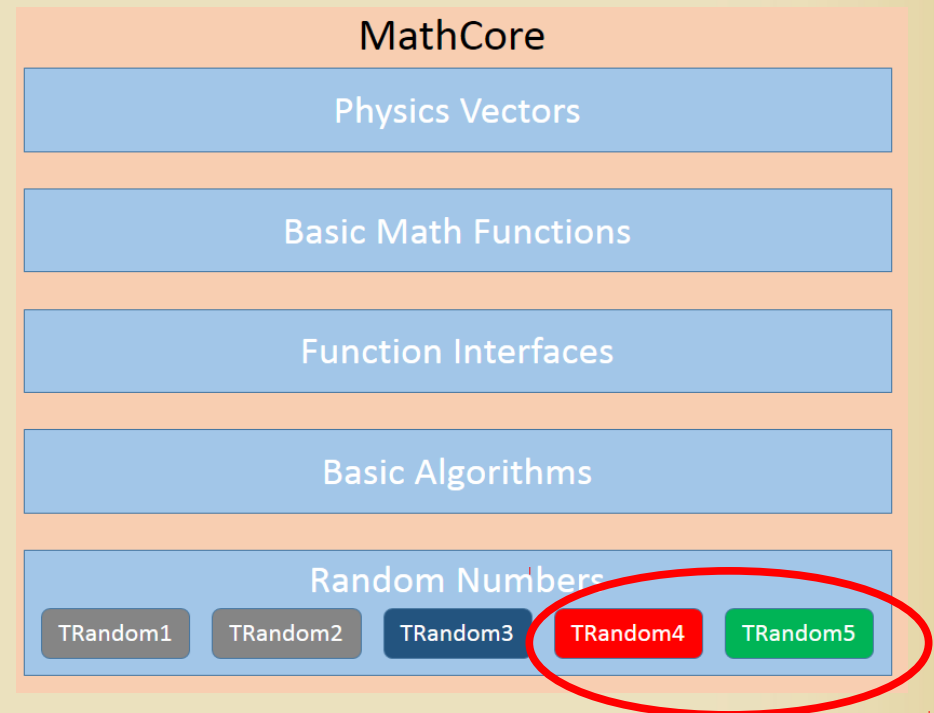 MathCore
Physics Vectors
Basic Math Functions
Function Interfaces
Basic Algorithms
Random Numbers
TRandom1 TRandom2 TRandom3 TRandom4 TRandom5